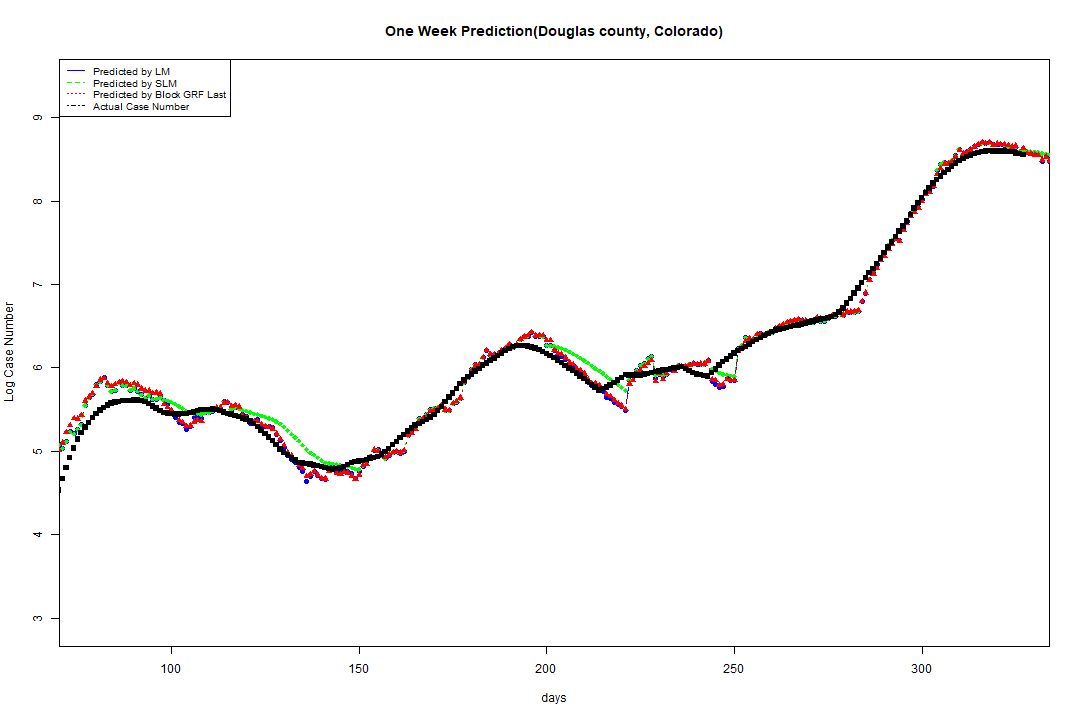 One Week Prediction(Douglas county, Colorado)
Predicted by LM
Predicted by SLM
Predicted by Block GRF Last
Actual Case Number
9
8
7
6
5
4
3
Log Case Number
100 150 200 250 300
days